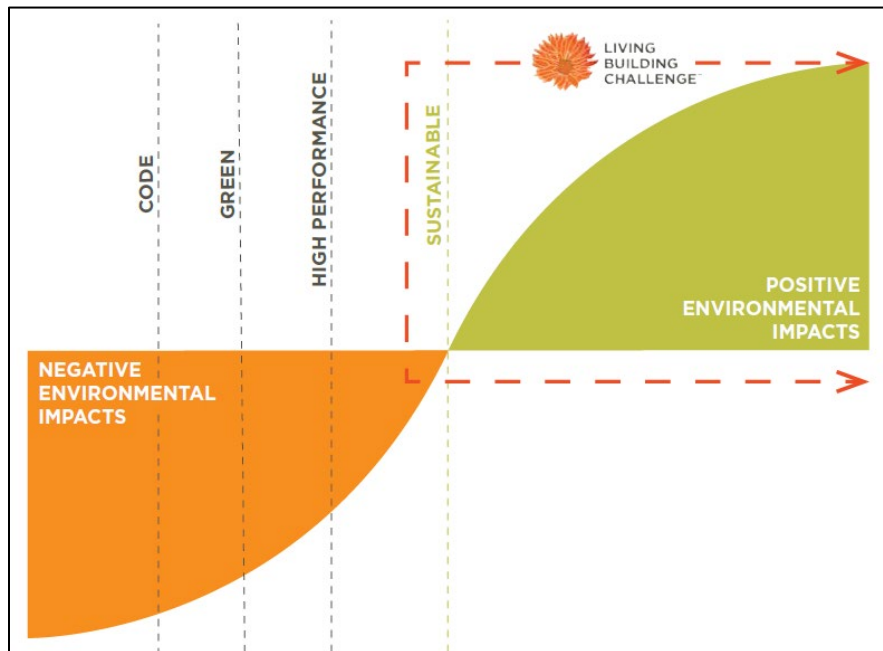 LIVING
BUILDING
CHALLENGE™
CODE
GREEN
HIGH PERFORMANCE
SUSTAINABLE
NEGATIVE
ENVIRONMENTAL
IMPACTS
POSITIVE
ENVIRONMENTAL
IMPACTS